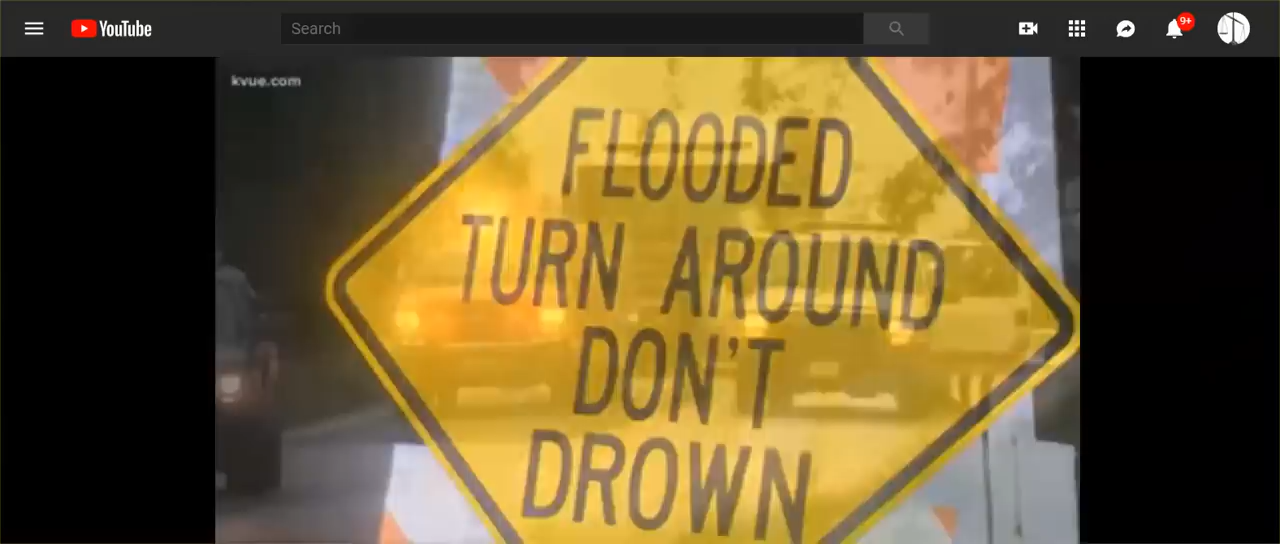 YouTube
Search
9+
kvue.com
FLOODED
TURN AROUND
DON'T
DROWN